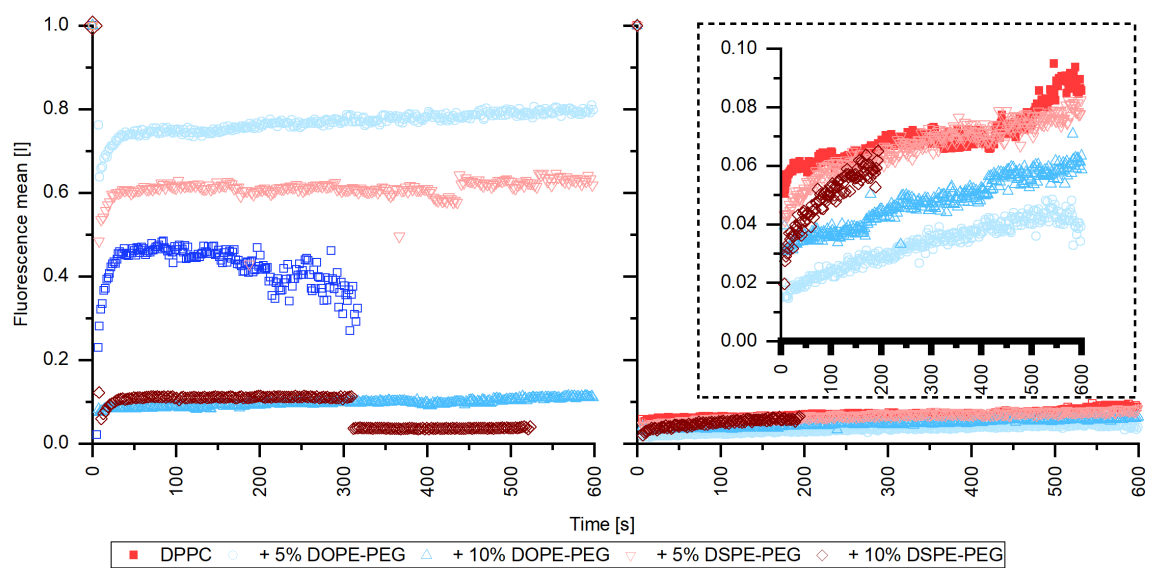 1.0
0.8
0.6
0.4
0.2
0.0
Fluorescence mean [I]
0 100 200 300 400 500 600
0.10
0.08
0.06
0.04
0.02
0.00
0 100 200 300 400 500 600
0 100 200 300 400 500 600
Time [s]
DPPC + 5% DOPE-PEG + 10% DOPE-PEG + 5% DSPE-PEG + 10% DSPE-PEG